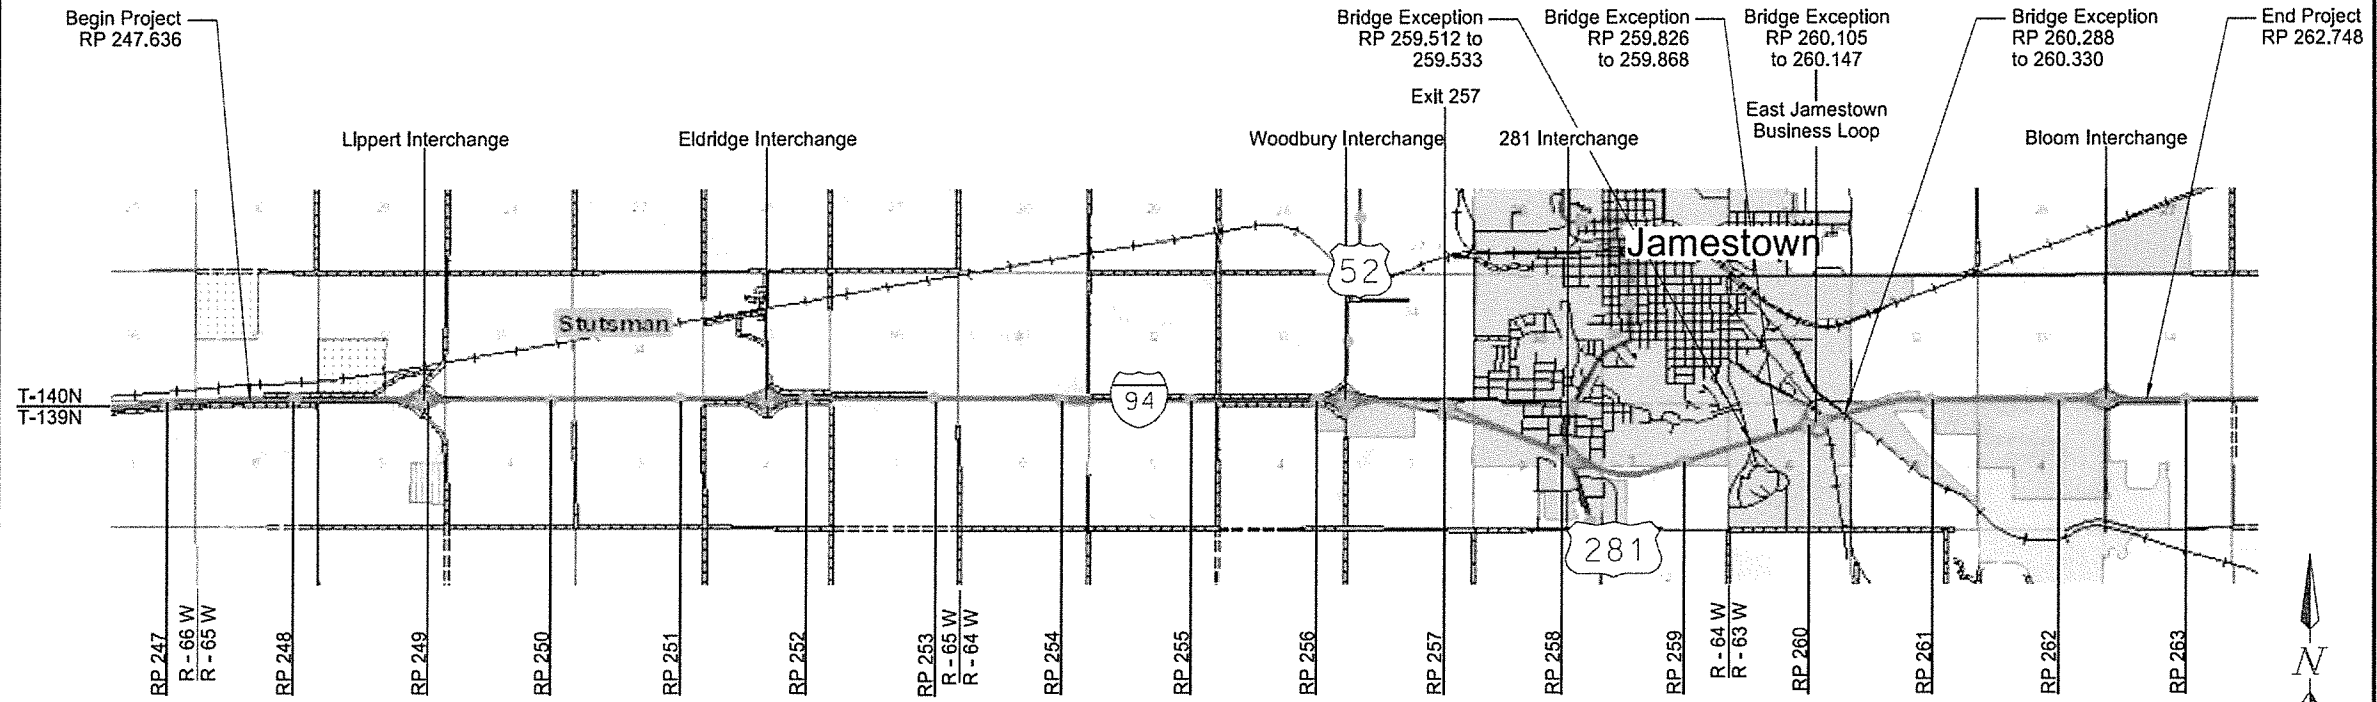 Begin Project
RP 247.636
Bridge Exception
RP 259.512 to
259.533
Bridge Exception
RP 259.826
to 259.868
Bridge Exception
RP 260.105
to 260.147
Bridge Exception
RP 260.288
to 260.330
End Project
RP 262.748
Exit 257
East Jamestown
Business Loop
Lippert Interchange
Eldridge Interchange
Woodbury Interchange
281 Interchange
Bloom Interchange
Jamestown
52
Stutsman
T-140N
T-139N
94
281
RP 247
R - 66 W
R - 65 W
RP 248
RP 249
RP 250
RP 251
RP 252
RP 253
R - 65 W
R - 64 W
RP 254
RP 255
RP 256
RP 257
RP 258
RP 259
R - 64 W
R - 63 W
RP 260
RP 261
RP 262
RP 263
N